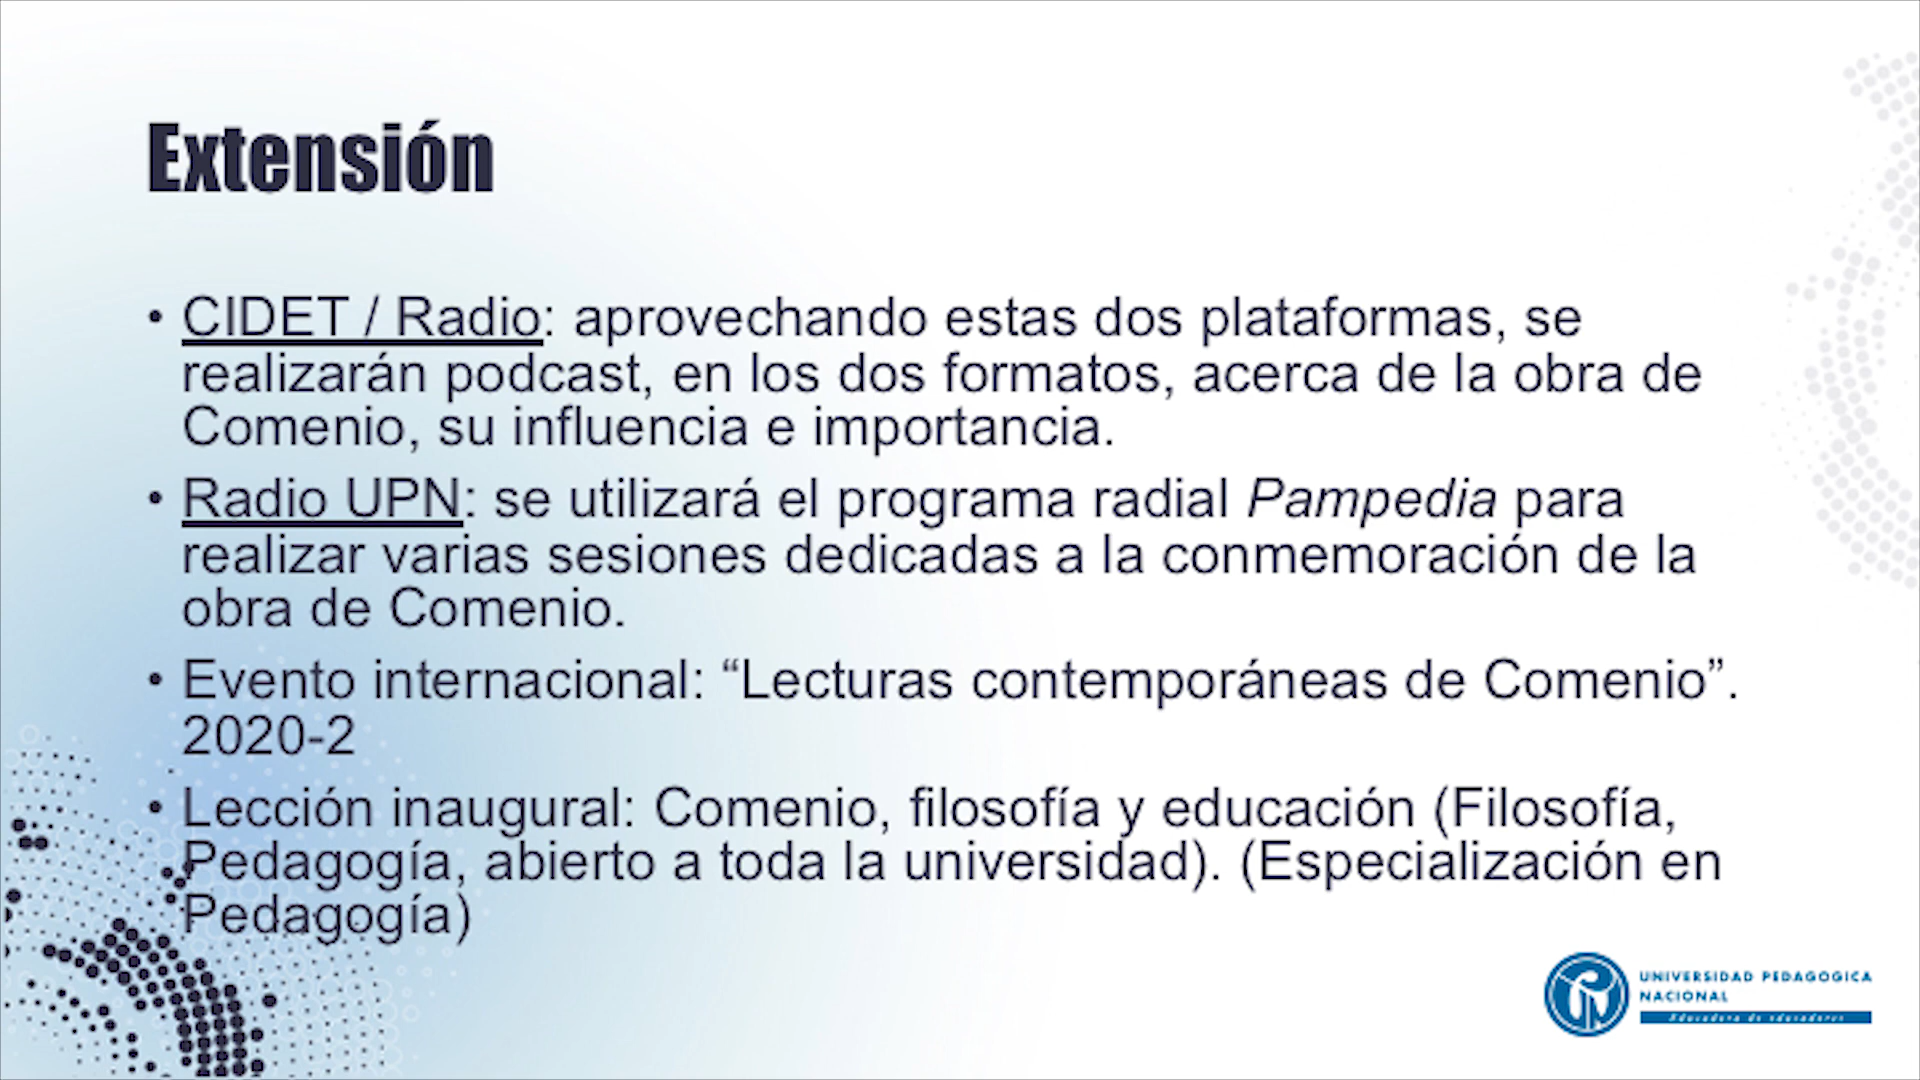 Extensión
• CIDET / Radio: aprovechando estas dos plataformas, se
realizarán podcast, en los dos formatos, acerca de la obra de
Comenio, su influencia e importancia.
• Radio UPN: se utilizará el programa radial Pampedia para
realizar varias sesiones dedicadas a la conmemoración de la
obra de Comenio.
• Evento internacional: “Lecturas contemporáneas de Comenio”.
2020-2
• Lección inaugural: Comenio, filosofía y educación (Filosofía,
Pedagogía, abierto a toda la universidad). (Especialización en
Pedagogía)
UNIVERSIDAD PEDAGOGICA
NACIONAL
Educadora de educadores